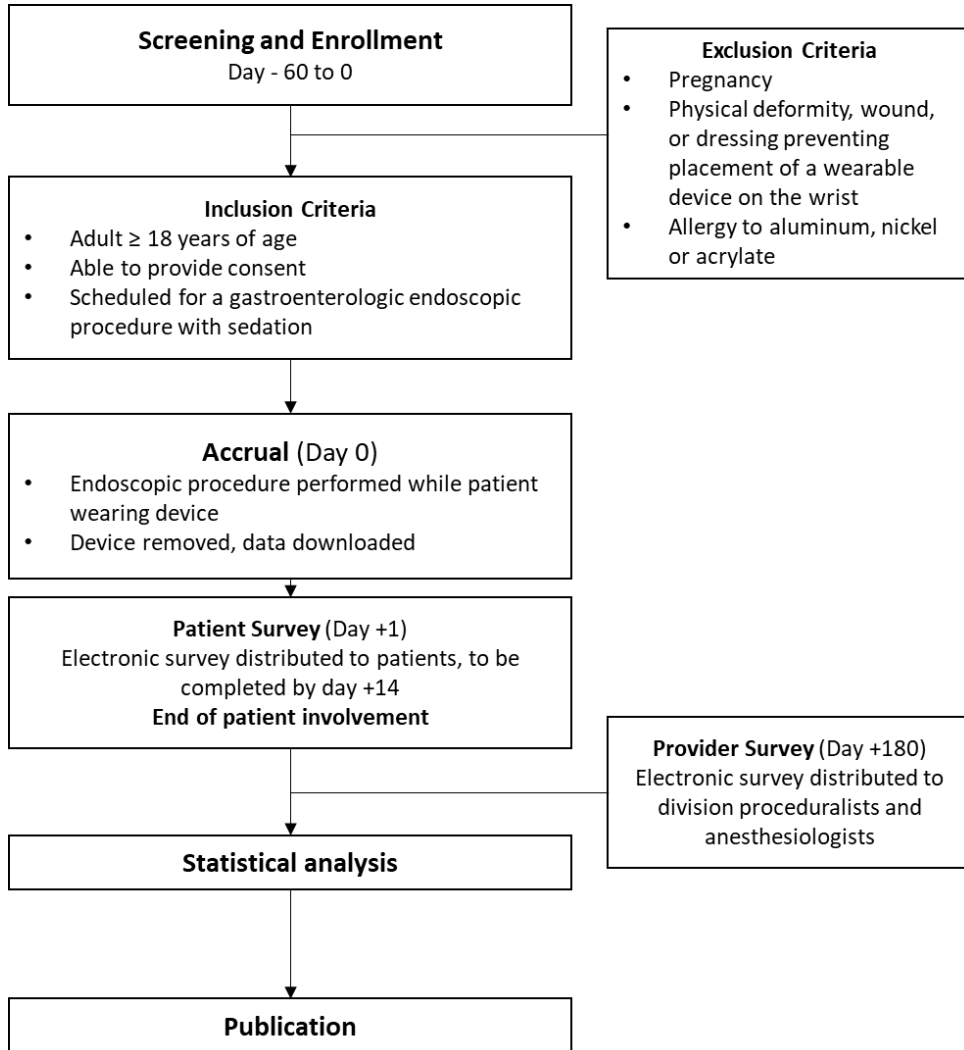 Screening and Enrollment
Day - 60 to 0
Exclusion Criteria
• Pregnancy
• Physical deformity, wound,
or dressing preventing
placement of a wearable
device on the wrist
• Allergy to aluminum, nickel
or acrylate
Inclusion Criteria
• Adult ≥ 18 years of age
• Able to provide consent
• Scheduled for a gastroenterologic endoscopic
procedure with sedation
Accrual (Day 0)
• Endoscopic procedure performed while patient
wearing device
• Device removed, data downloaded
Patient Survey (Day +1)
Electronic survey distributed to patients, to be
completed by day +14
End of patient involvement
Provider Survey (Day +180)
Electronic survey distributed to
division proceduralists and
anesthesiologists
Statistical analysis
Publication